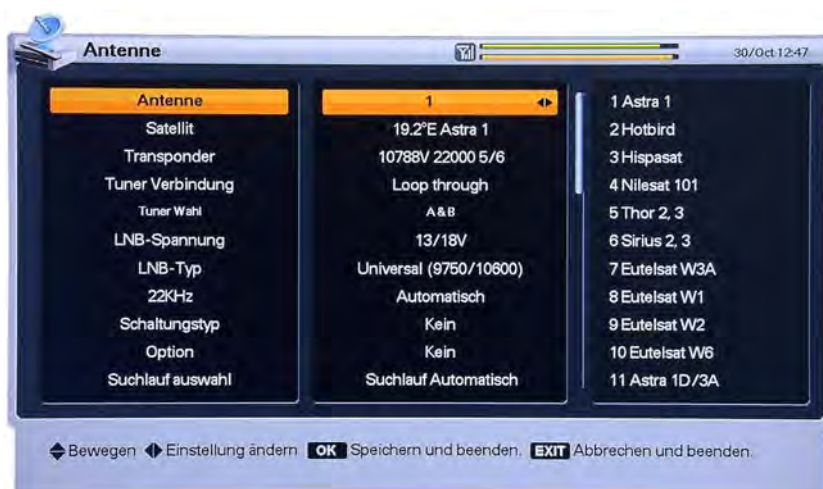 Antenne
30/Oct 12:47
Antenne 1
Satellit 19.2°E Astra 1
Transponder 10788V 22000 5/6
Tuner Verbindung Loop through
Tuner Wahl A & B
LNB-Spannung 13/18V
LNB-Typ Universal (9750/10600)
22KHz Automatisch
Schaltungstyp Kein
Option Kein
Suchlauf auswahl Suchlauf Automatisch
1 Astra 1
2 Hotbird
3 Hispasat
4 Nilesat 101
5 Thor 2, 3
6 Sirius 2, 3
7 Eutelsat W3A
8 Eutelsat W1
9 Eutelsat W2
10 Eutelsat W6
11 Astra 1D/3A
Bewegen Einstellung ändern OK Speichern und beenden. EXIT Abbrechen und beenden.